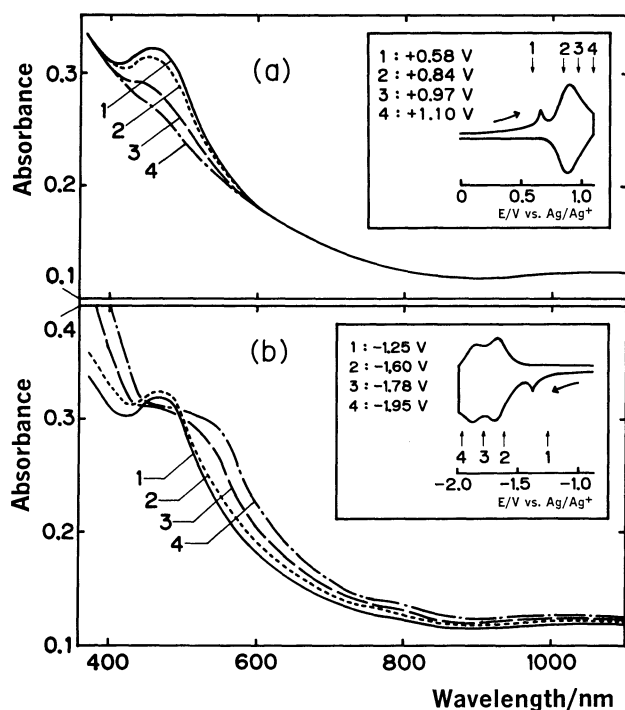 (a)
Absorbance
0.3
0.2
0.1
1
2
3
4
1 : +0.58 V
2 : +0.84 V
3 : +0.97 V
4 : +1.10 V
1 2 3 4
0 0.5 1.0
E/V vs. Ag/Ag⁺
(b)
Absorbance
0.4
0.3
0.2
0.1
1
2
3
4
1 : −1.25 V
2 : −1.60 V
3 : −1.78 V
4 : −1.95 V
4 3 2 1
−2.0 −1.5 −1.0
E/V vs. Ag/Ag⁺
400 600 800 1000
Wavelength/nm